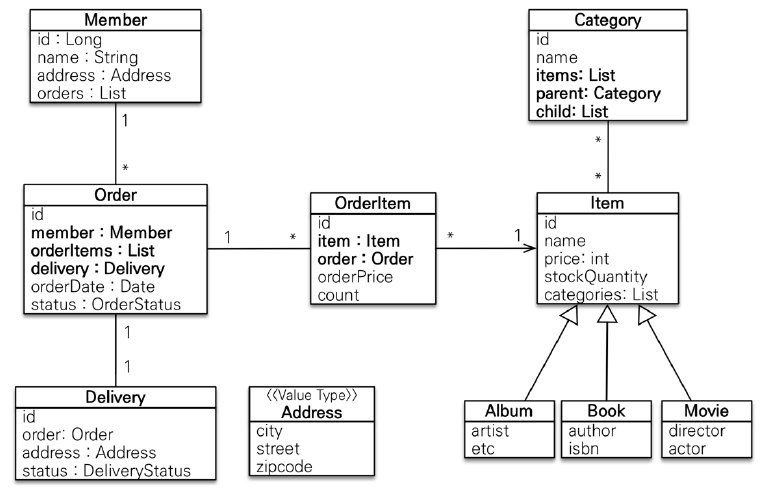 Member
id : Long
name : String
address : Address
orders : List
Category
id
name
items: List
parent: Category
child: List
1
*
*
*
Order
id
member : Member
orderItems : List
delivery : Delivery
orderDate : Date
status : OrderStatus
1
*
OrderItem
id
item : Item
order : Order
orderPrice
count
*
1
Item
id
name
price: int
stockQuantity
categories: List
1
1
Delivery
id
order: Order
address : Address
status : DeliveryStatus
⟨⟨Value Type⟩⟩
Address
city
street
zipcode
Album
artist
etc
Book
author
isbn
Movie
director
actor